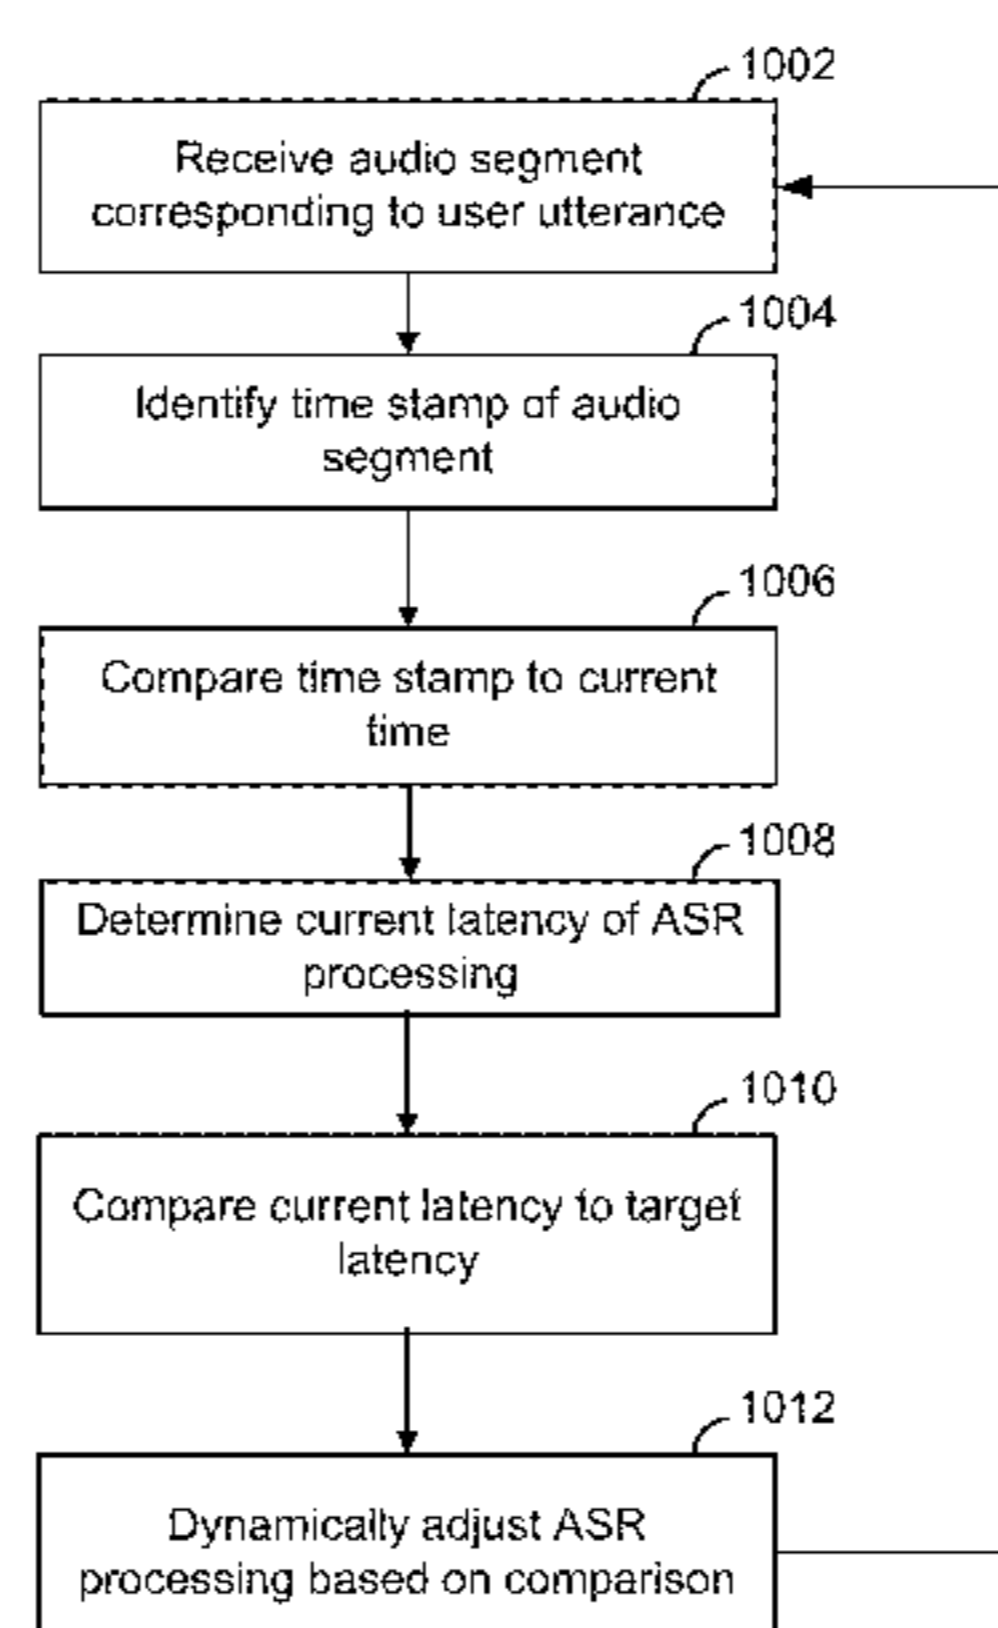 1002
Receive audio segment
corresponding to user utterance
1004
Identify time stamp of audio
segment
1006
Compare time stamp to current
time
1008
Determine current latency of ASR
processing
1010
Compare current latency to target
latency
1012
Dynamically adjust ASR
processing based on comparison